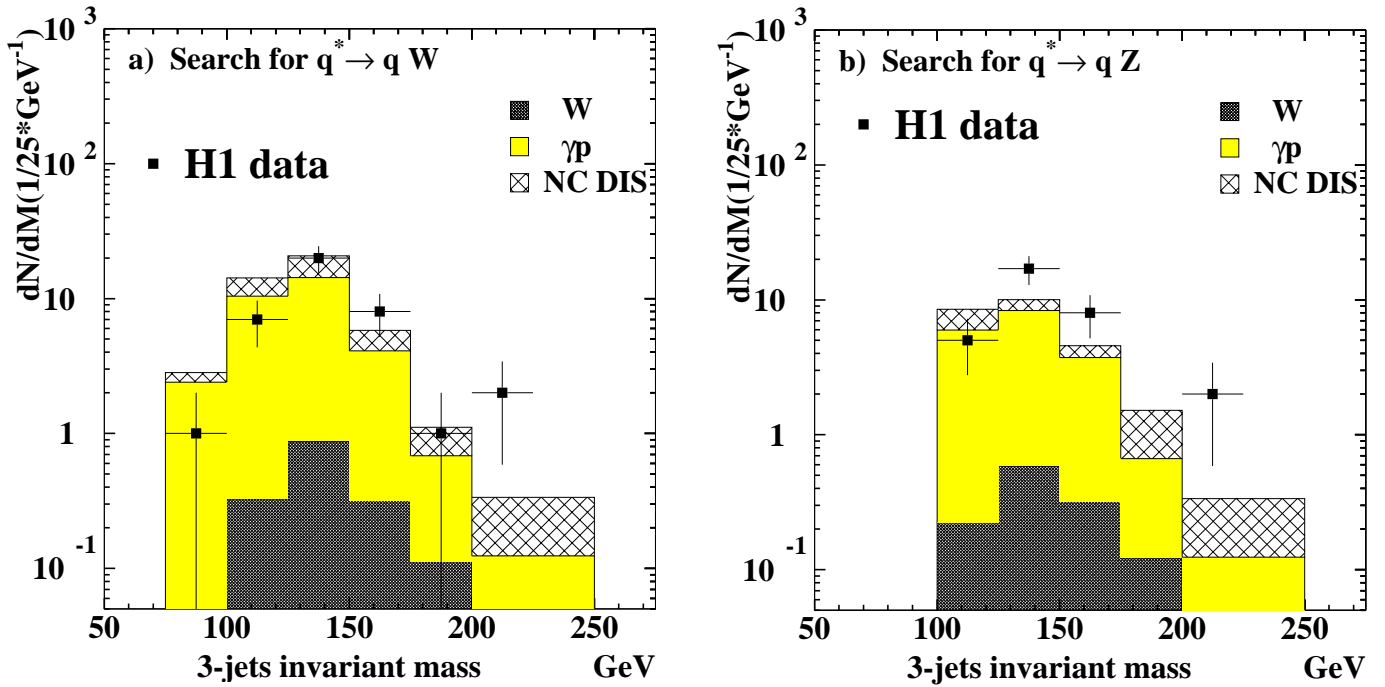 a) Search for q* → q W
W
γp
NC DIS
H1 data
dN/dM(1/25*GeV-1)
10 3
10 2
10
1
10 -1
50 100 150 200 250
3-jets invariant mass GeV
b) Search for q* → q Z
W
γp
NC DIS
H1 data
dN/dM(1/25*GeV-1)
10 3
10 2
10
1
10 -1
50 100 150 200 250
3-jets invariant mass GeV